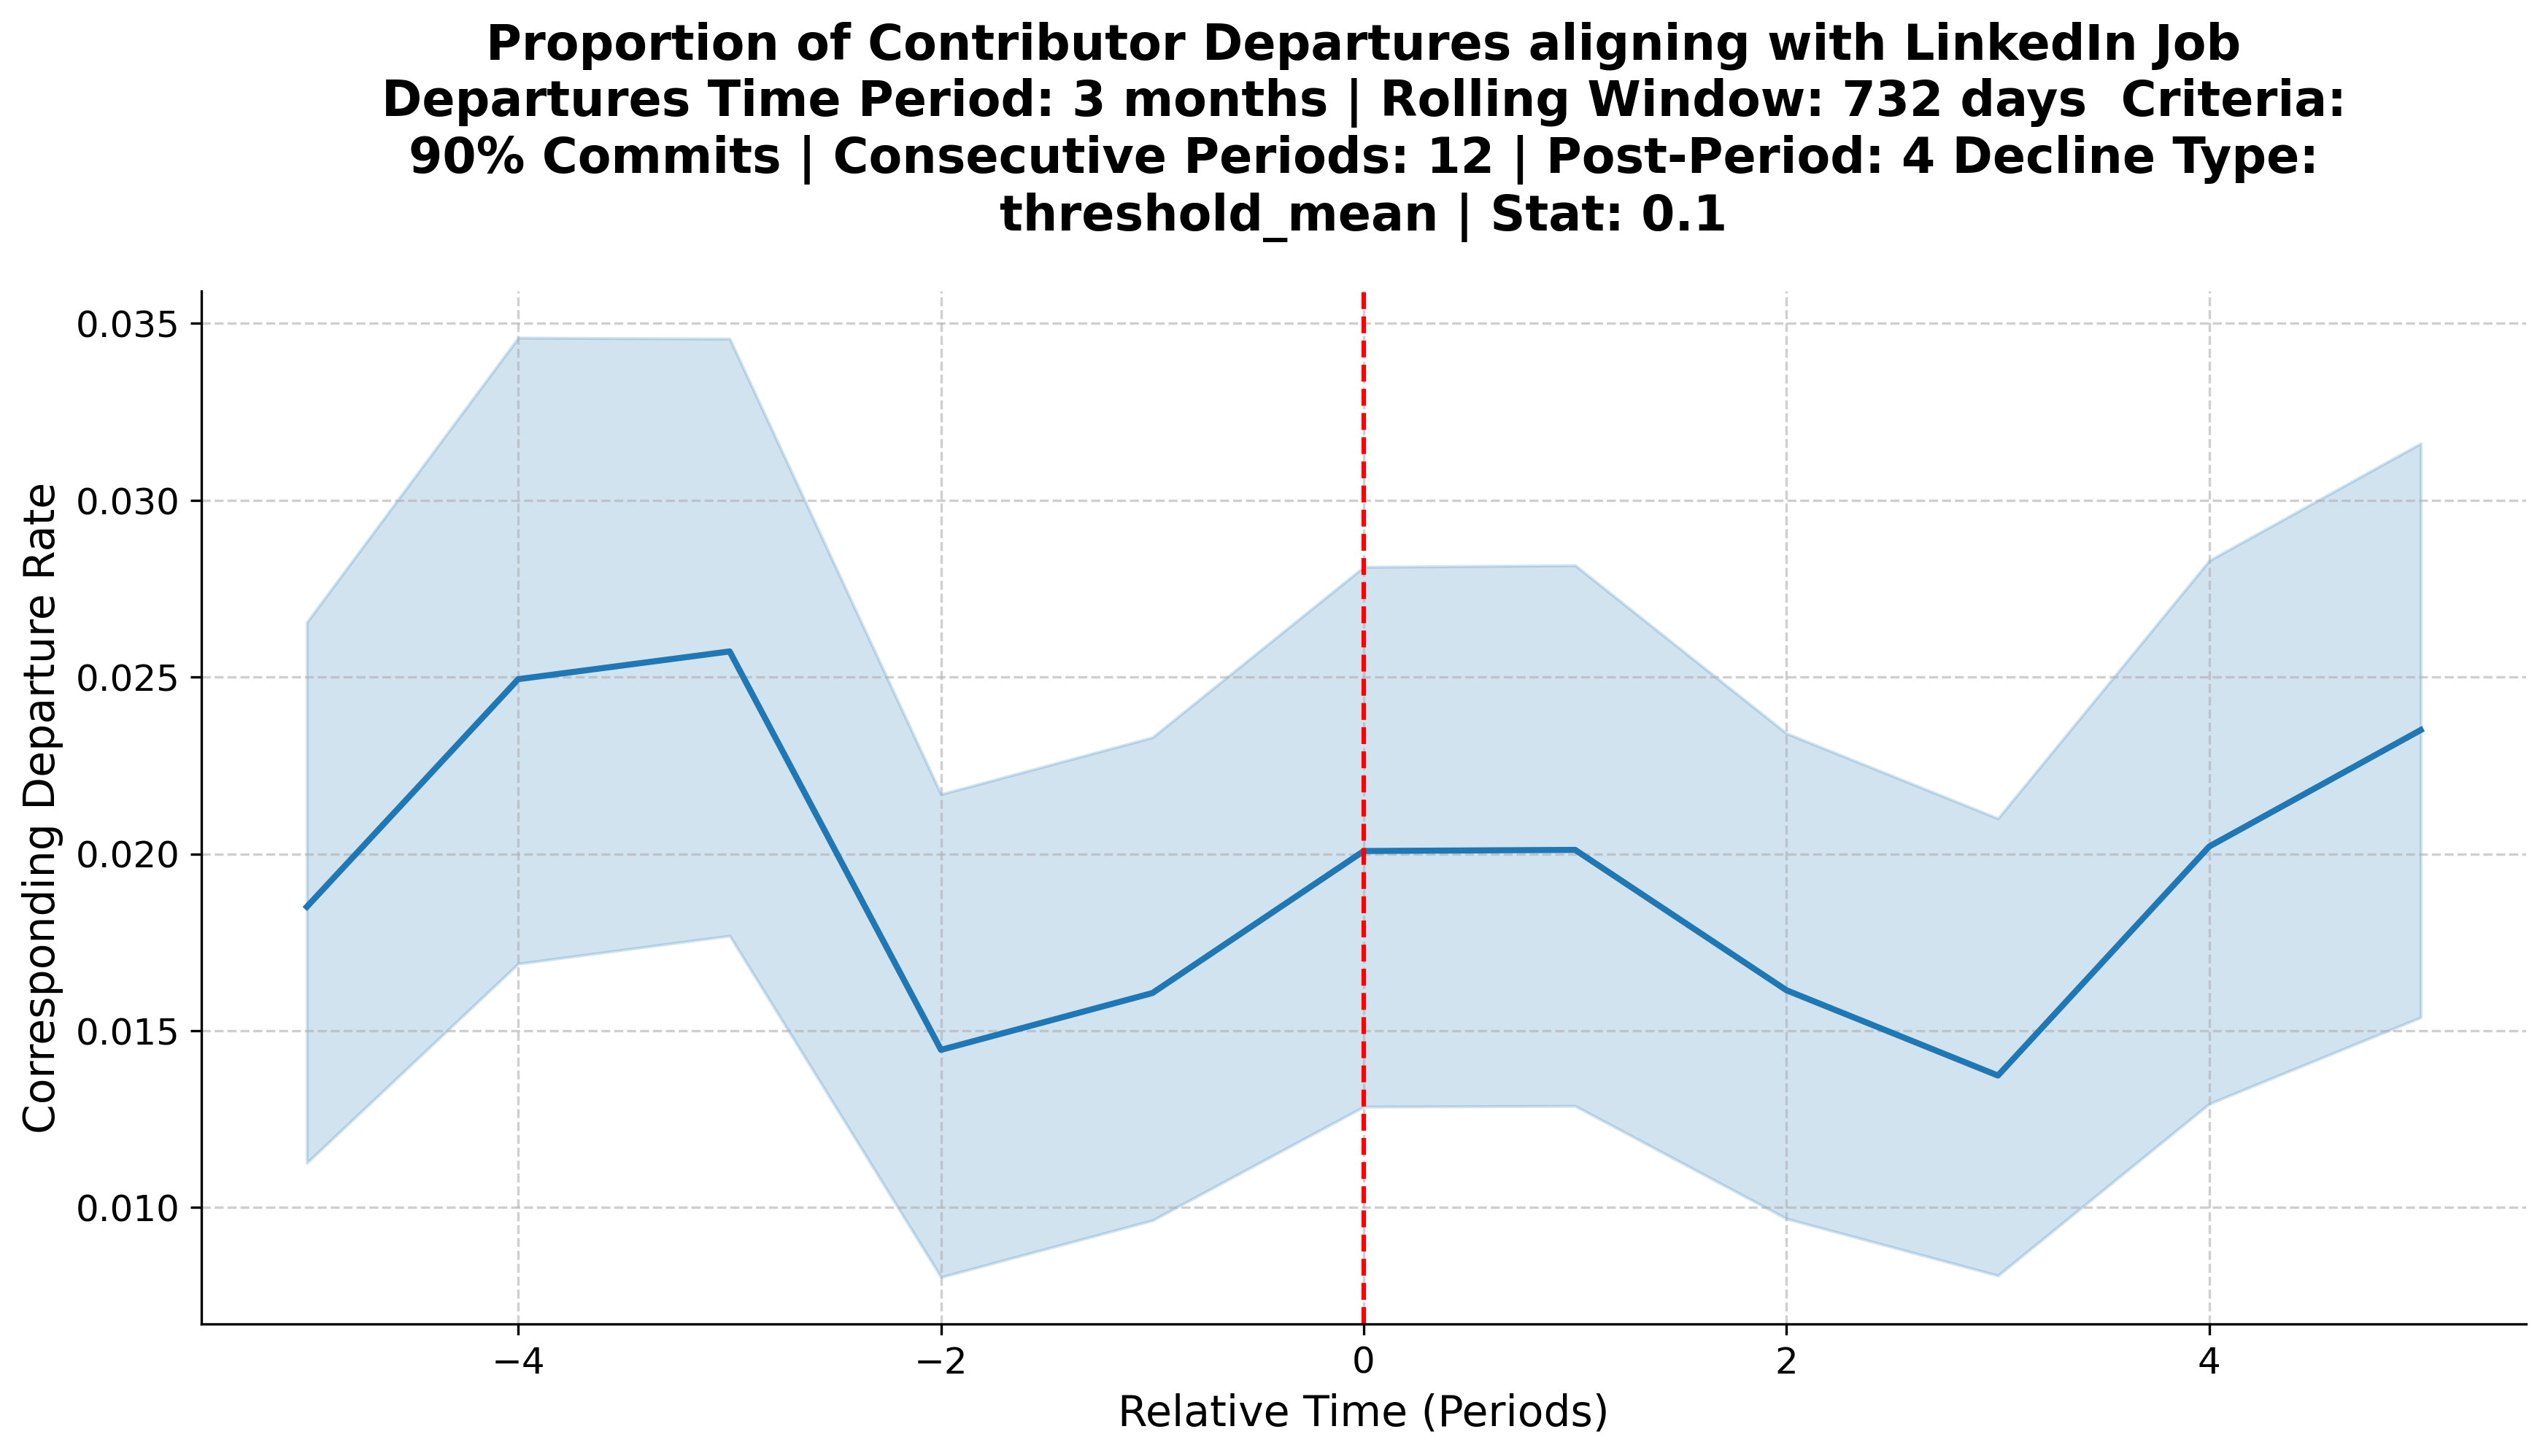 Proportion of Contributor Departures aligning with LinkedIn Job
Departures Time Period: 3 months | Rolling Window: 732 days  Criteria:
90% Commits | Consecutive Periods: 12 | Post-Period: 4 Decline Type:
threshold_mean | Stat: 0.1
Corresponding Departure Rate
0.035
0.030
0.025
0.020
0.015
0.010
−4
−2
0
2
4
Relative Time (Periods)